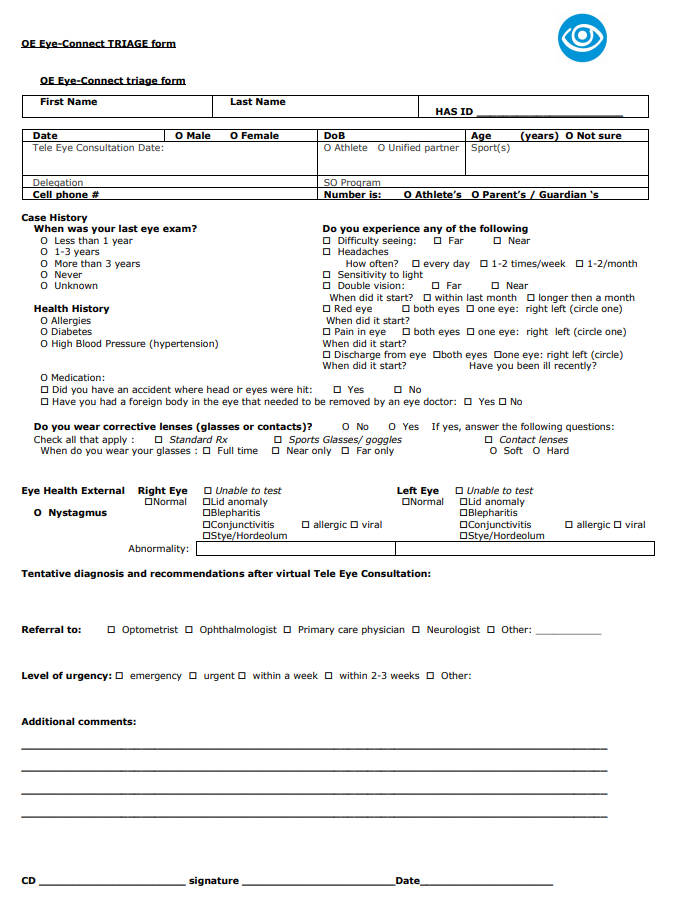 OE Eye-Connect TRIAGE form
OE Eye-Connect triage form
First Name Last Name HAS ID ____________________
Date O Male O Female DoB Age (years) O Not sure
Tele Eye Consultation Date: O Athlete O Unified partner Sport(s)
Delegation SO Program
Cell phone # Number is: O Athlete's O Parent's / Guardian 's
Case History
When was your last eye exam? Do you experience any of the following
O Less than 1 year ☐ Difficulty seeing: ☐ Far ☐ Near
O 1-3 years ☐ Headaches
O More than 3 years How often? ☐ every day ☐ 1-2 times/week ☐ 1-2/month
O Never ☐ Sensitivity to light
O Unknown ☐ Double vision: ☐ Far ☐ Near
When did it start? ☐ within last month ☐ longer then a month
Health History ☐ Red eye ☐ both eyes ☐ one eye: right left (circle one)
O Allergies When did it start?
O Diabetes ☐ Pain in eye ☐ both eyes ☐ one eye: right left (circle one)
O High Blood Pressure (hypertension) When did it start?
☐ Discharge from eye ☐both eyes ☐one eye: right left (circle)
When did it start? Have you been ill recently?
O Medication:
☐ Did you have an accident where head or eyes were hit: ☐ Yes ☐ No
☐ Have you had a foreign body in the eye that needed to be removed by an eye doctor: ☐ Yes ☐ No
Do you wear corrective lenses (glasses or contacts)? O No O Yes If yes, answer the following questions:
Check all that apply : ☐ Standard Rx ☐ Sports Glasses/ goggles ☐ Contact lenses
When do you wear your glasses : ☐ Full time ☐ Near only ☐ Far only O Soft O Hard
Eye Health External Right Eye ☐ Unable to test Left Eye ☐ Unable to test
☐Normal ☐Lid anomaly ☐Normal ☐Lid anomaly
O Nystagmus ☐Blepharitis ☐Blepharitis
☐Conjunctivitis ☐ allergic ☐ viral ☐Conjunctivitis ☐ allergic ☐ viral
☐Stye/Hordeolum ☐Stye/Hordeolum
Abnormality:
Tentative diagnosis and recommendations after virtual Tele Eye Consultation:
Referral to: ☐ Optometrist ☐ Ophthalmologist ☐ Primary care physician ☐ Neurologist ☐ Other: ____________
Level of urgency: ☐ emergency ☐ urgent ☐ within a week ☐ within 2-3 weeks ☐ Other:
Additional comments:
CD ____________________ signature ____________________Date__________________